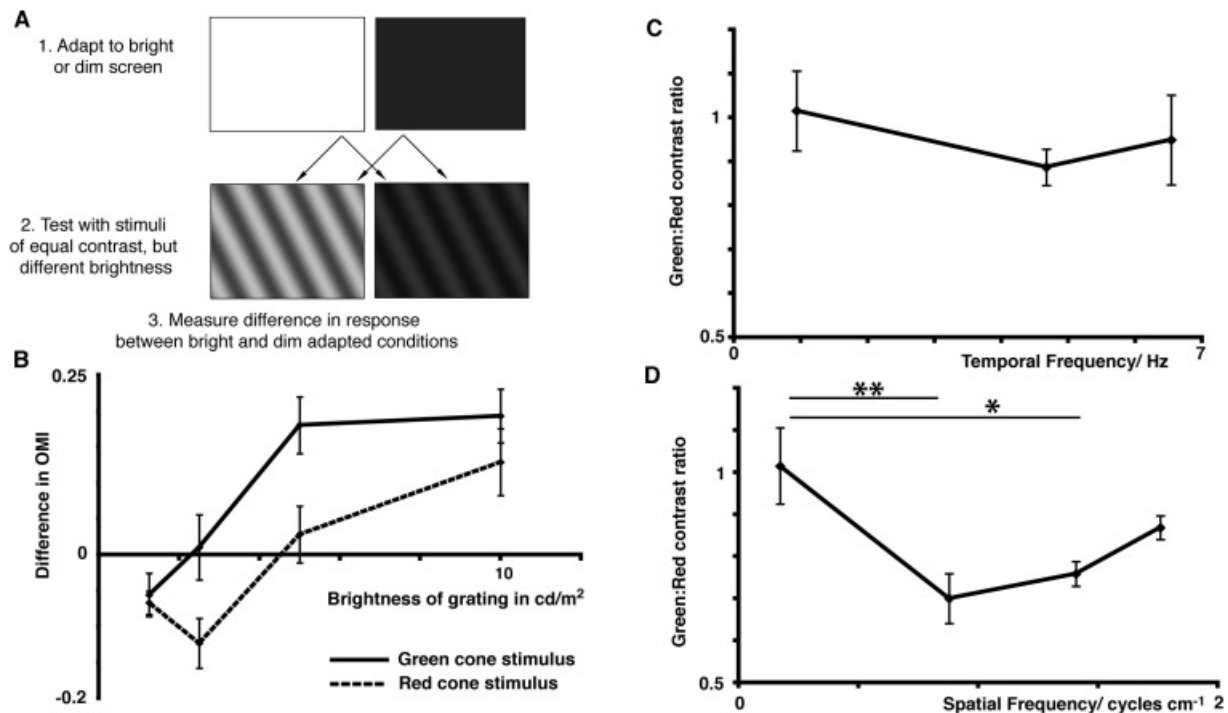 A
1. Adapt to bright
or dim screen
2. Test with stimuli
of equal contrast, but
different brightness
3. Measure difference in response
between bright and dim adapted conditions
B
0.25
Difference in OMI
0
10
Brightness of grating in cd/m²
Green cone stimulus
Red cone stimulus
-0.2
C
Green:Red contrast ratio
1
0.5
0
Temporal Frequency/ Hz
7
D
**
*
Green:Red contrast ratio
1
0.5
0
Spatial Frequency/ cycles cm⁻¹
2